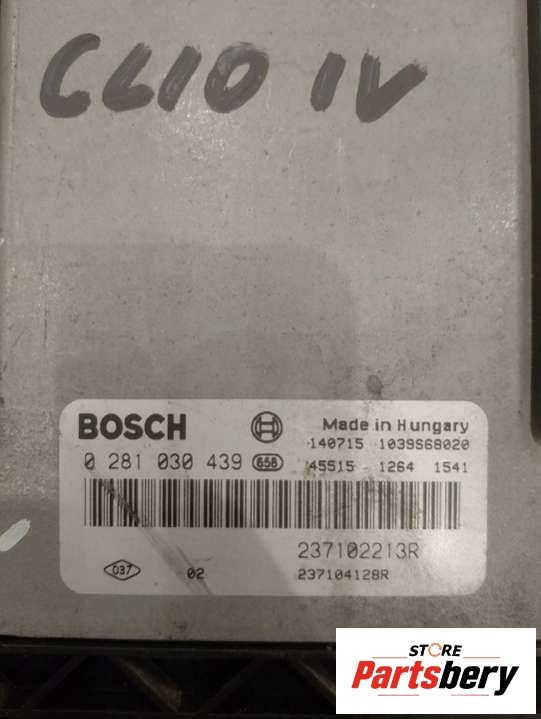 CLIO IV
BOSCH Made in Hungary
140715 1039S68020
0 281 030 439 658 45515 1264 1541
237102213R
037 02 237104128R
STORE
Partsbery